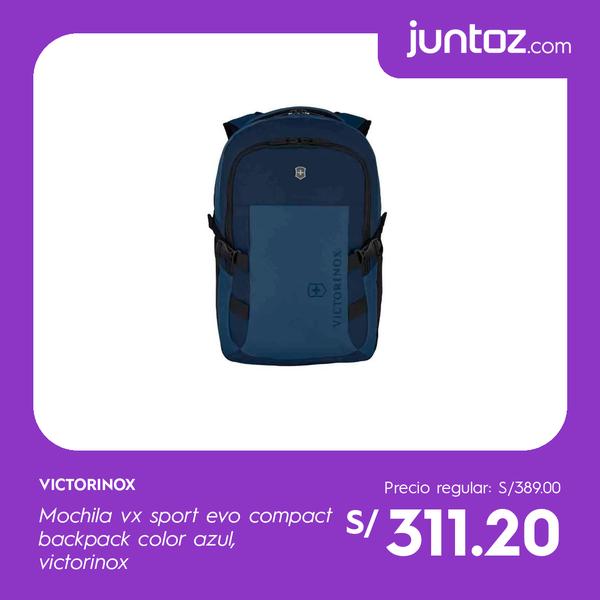 juntoz.com
VICTORINOX
VICTORINOX
Precio regular: S/389.00
Mochila vx sport evo compact
backpack color azul,
victorinox
S/ 311.20